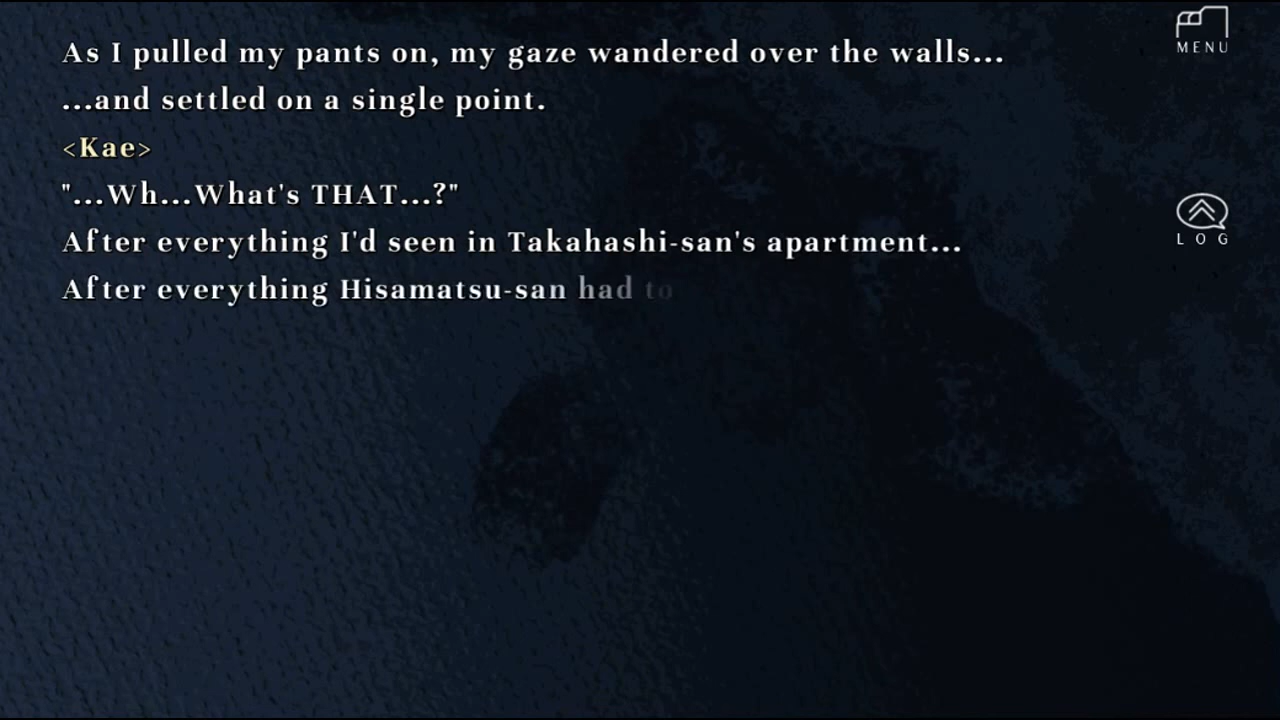 As I pulled my pants on, my gaze wandered over the walls...
...and settled on a single point.
<Kae>
"...Wh...What's THAT...?"
After everything I'd seen in Takahashi-san's apartment...
After everything Hisamatsu-san had to
MENU
LOG